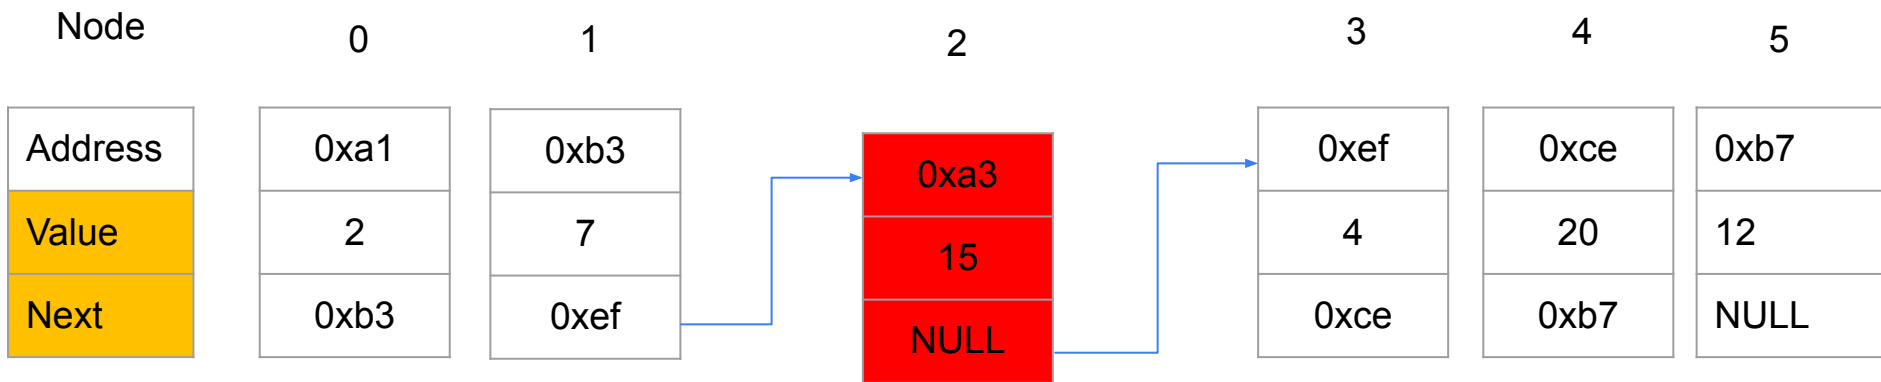 Node 0 1 2 3 4 5
Address 0xa1 0xb3 0xa3 0xef 0xce 0xb7
Value 2 7 15 4 20 12
Next 0xb3 0xef NULL 0xce 0xb7 NULL